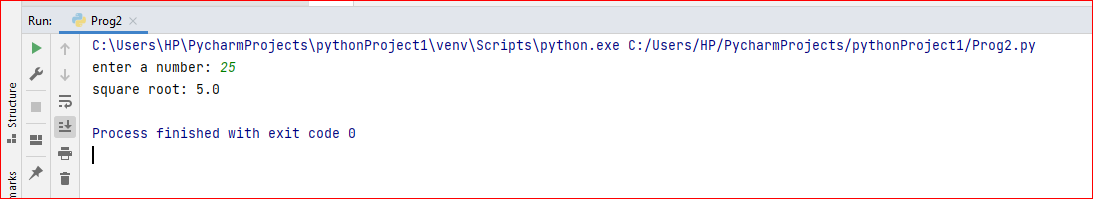 Run: Prog2
C:\Users\HP\PycharmProjects\pythonProject1\venv\Scripts\python.exe C:/Users/HP/PycharmProjects/pythonProject1/Prog2.py
enter a number: 25
square root: 5.0
Process finished with exit code 0
Structure
marks